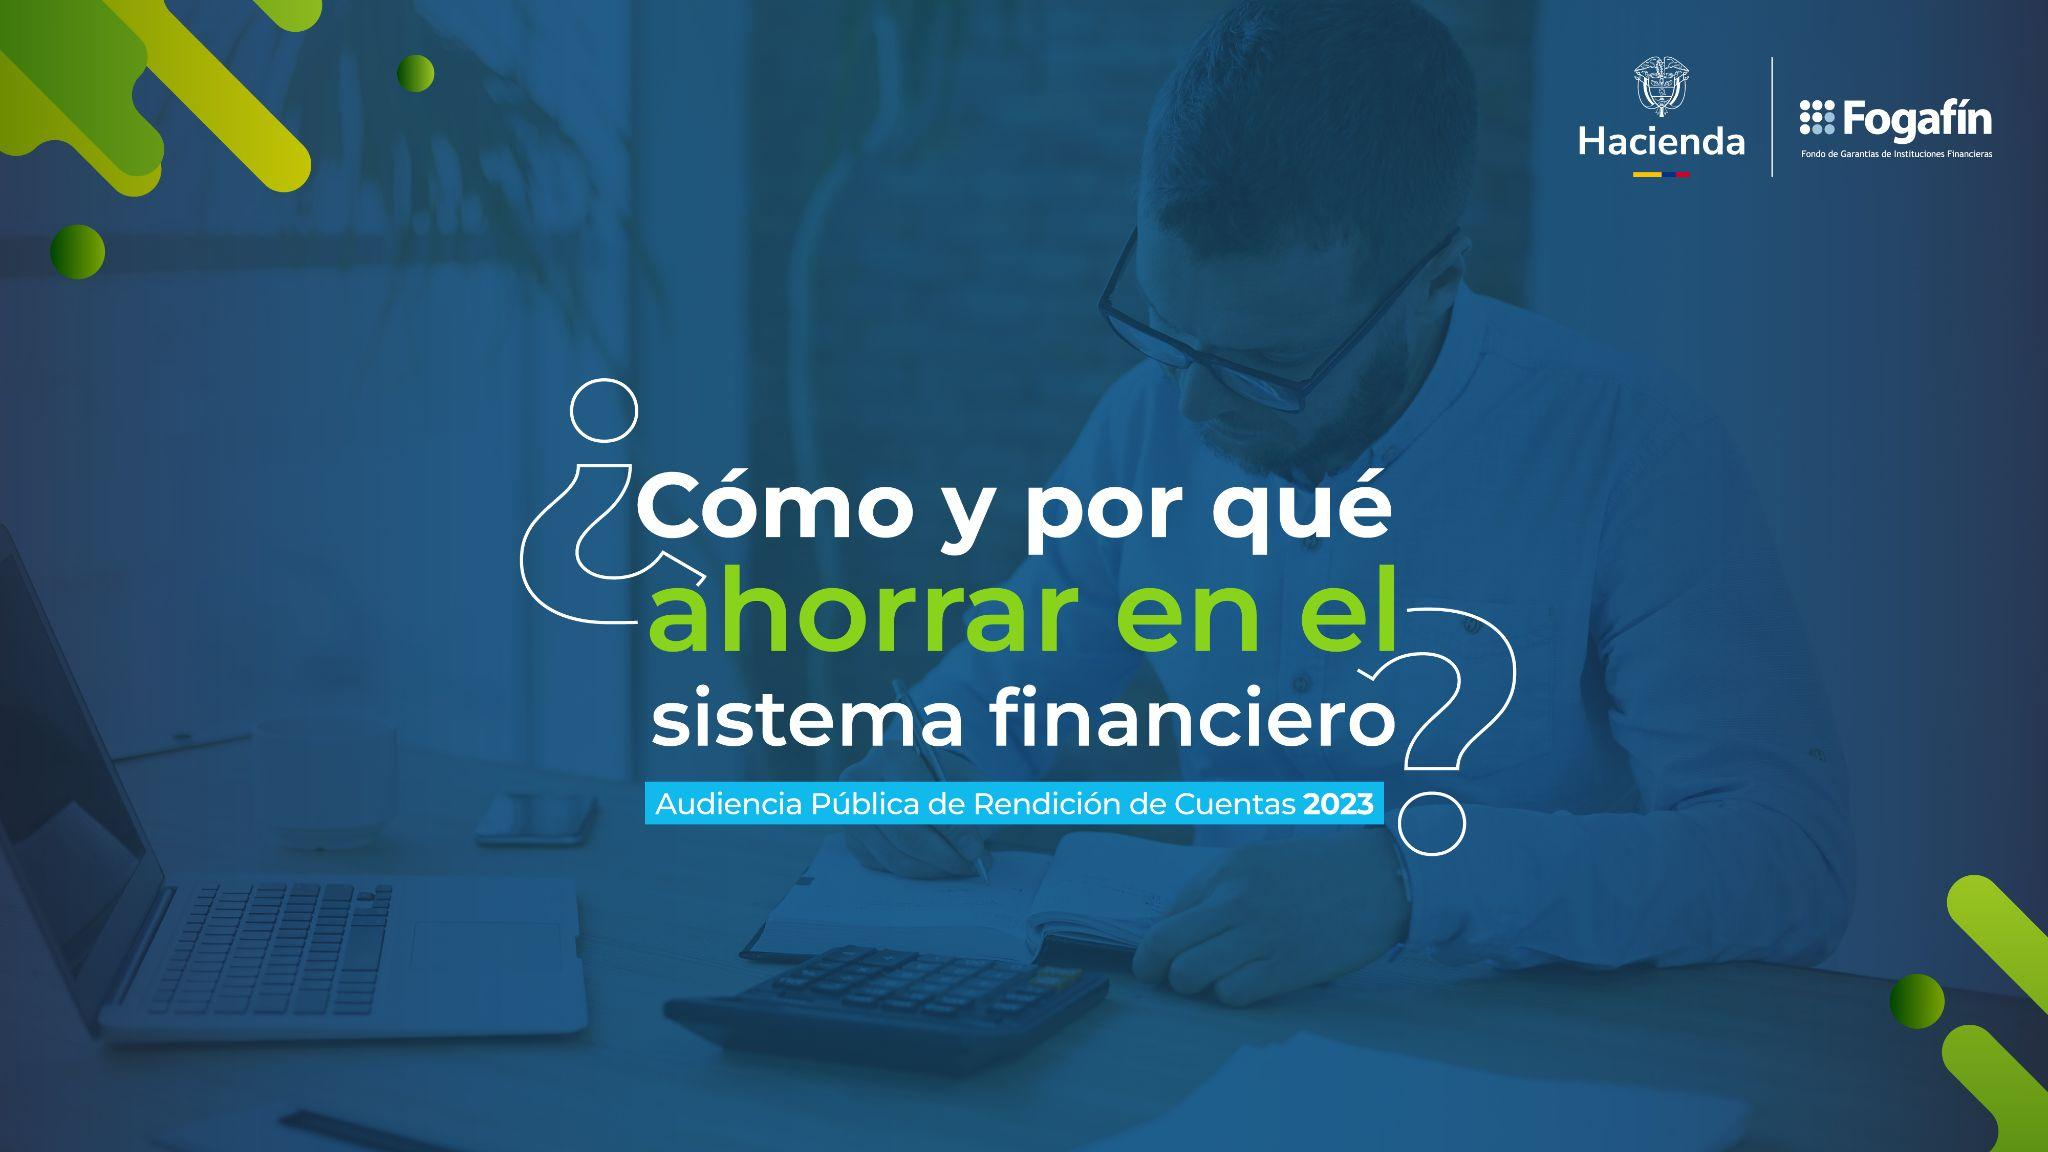 Hacienda
Fogafín
Fondo de Garantías de Instituciones Financieras
¿Cómo y por qué
ahorrar en el
sistema financiero?
Audiencia Pública de Rendición de Cuentas 2023